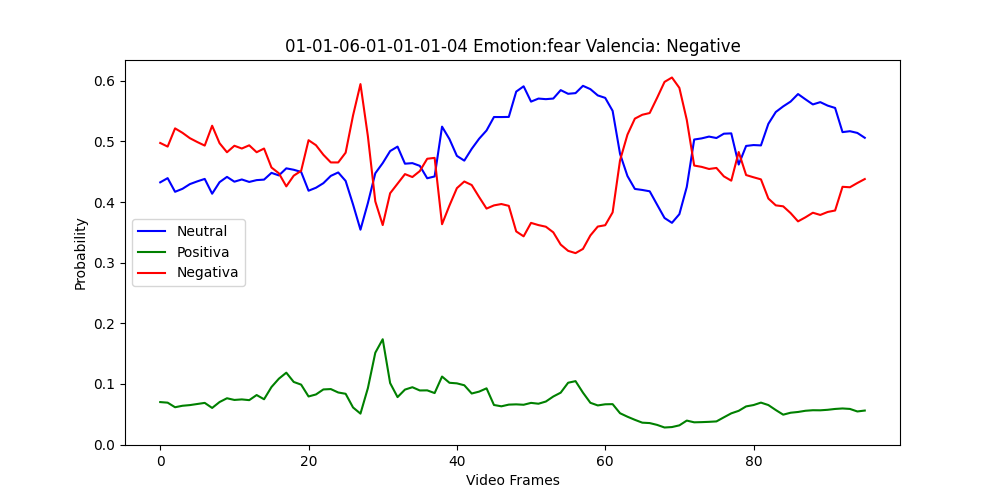 01-01-06-01-01-01-04 Emotion:fear Valencia: Negative
0.6
0.5
0.4
0.3
0.2
0.1
0.0
Probability
Neutral
Positiva
Negativa
0 20 40 60 80
Video Frames